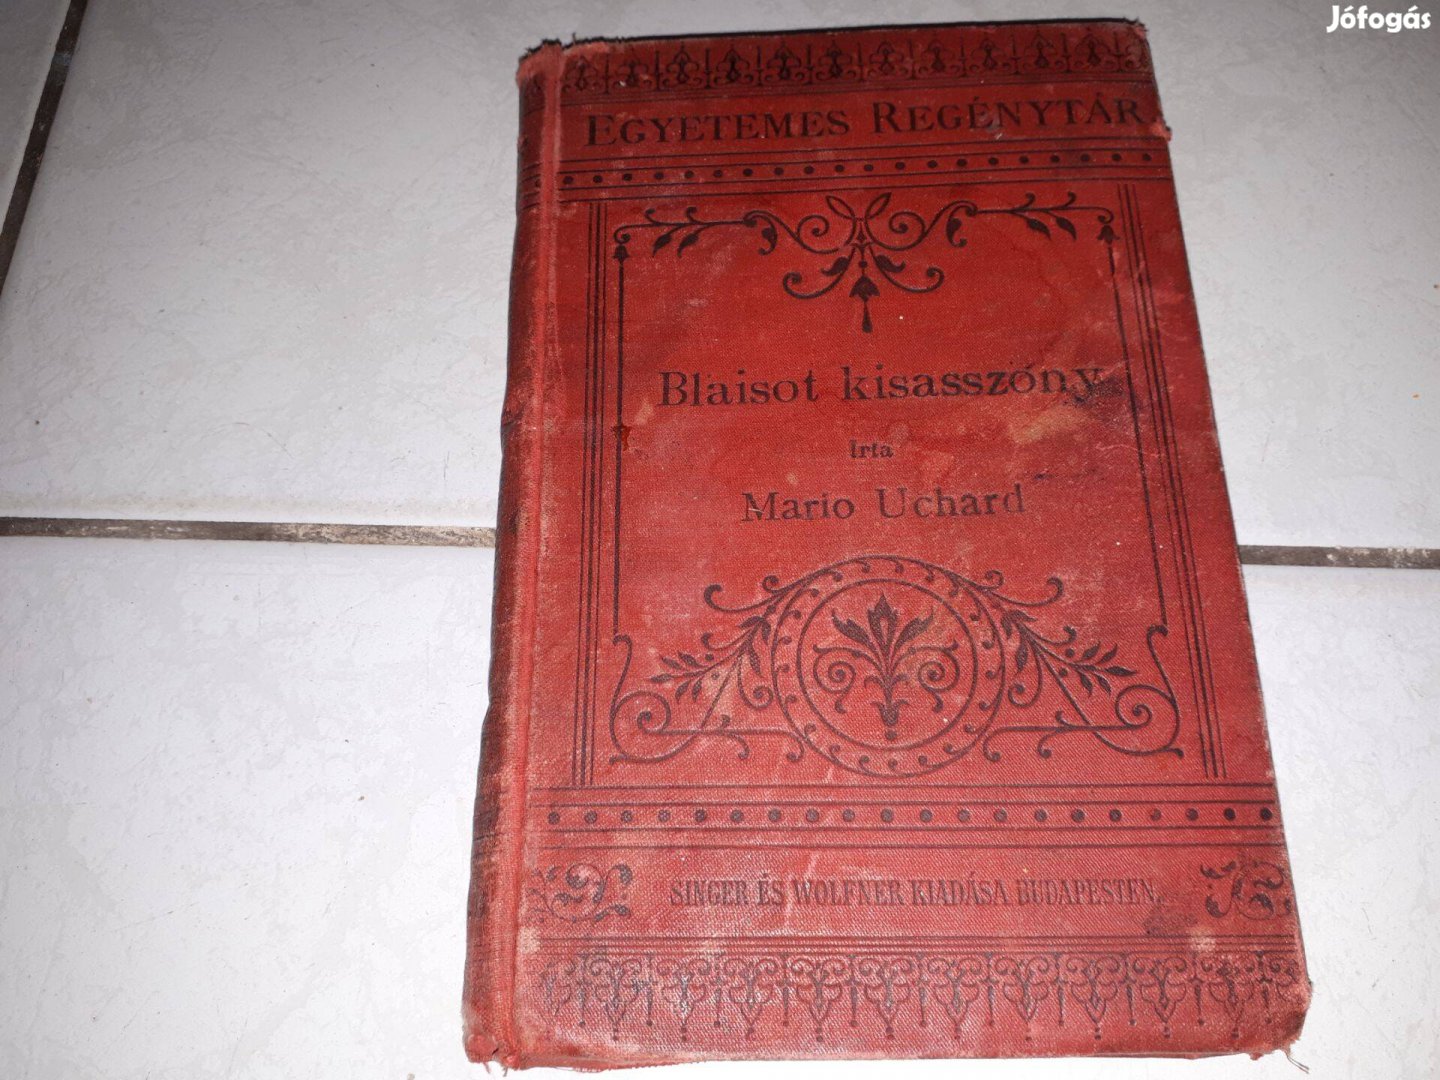 Jófogás
EGYETEMES REGÉNYTÁR.
Blaisot kisasszony
Irta
Mario Uchard
SINGER ÉS WOLFNER KIADÁSA BUDAPESTEN.